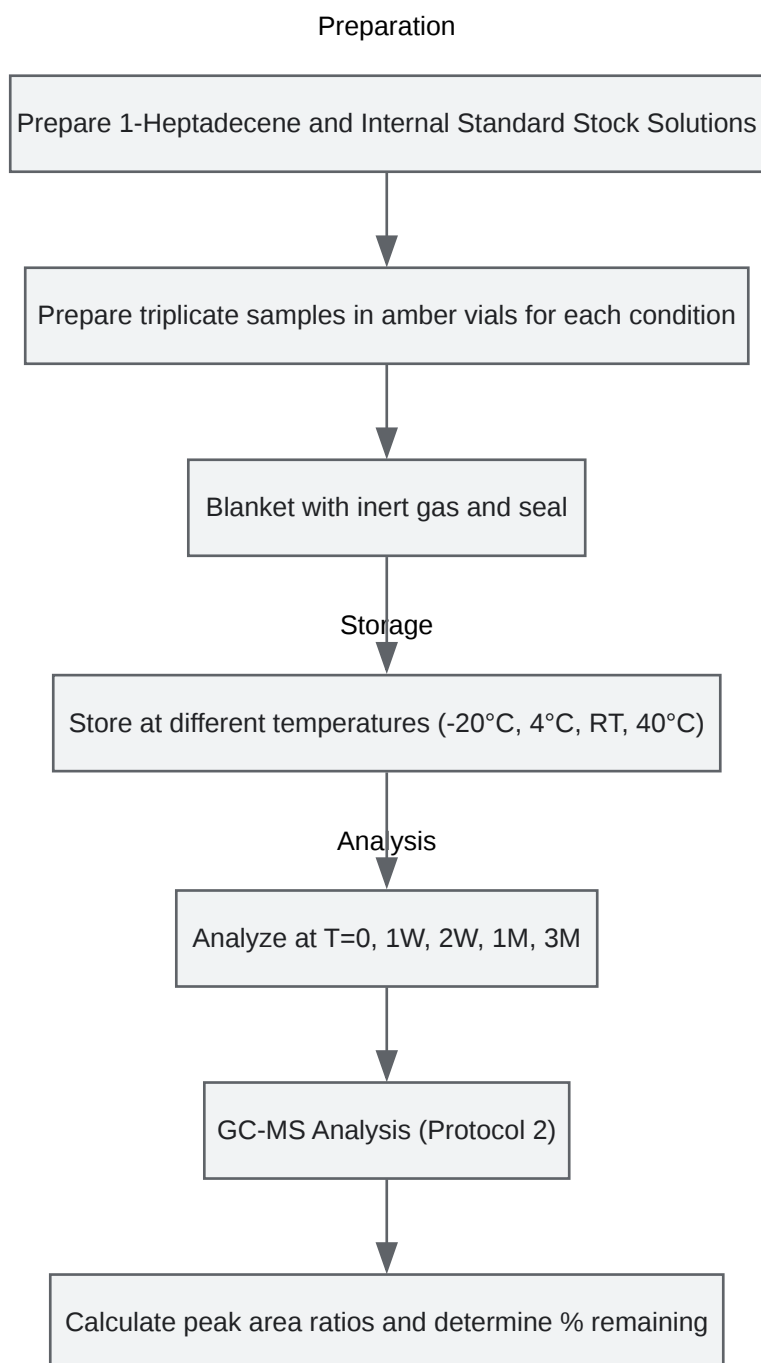 Preparation
Prepare 1-Heptadecene and Internal Standard Stock Solutions
Prepare triplicate samples in amber vials for each condition
Blanket with inert gas and seal
Storage
Store at different temperatures (-20°C, 4°C, RT, 40°C)
Analysis
Analyze at T=0, 1W, 2W, 1M, 3M
GC-MS Analysis (Protocol 2)
Calculate peak area ratios and determine % remaining